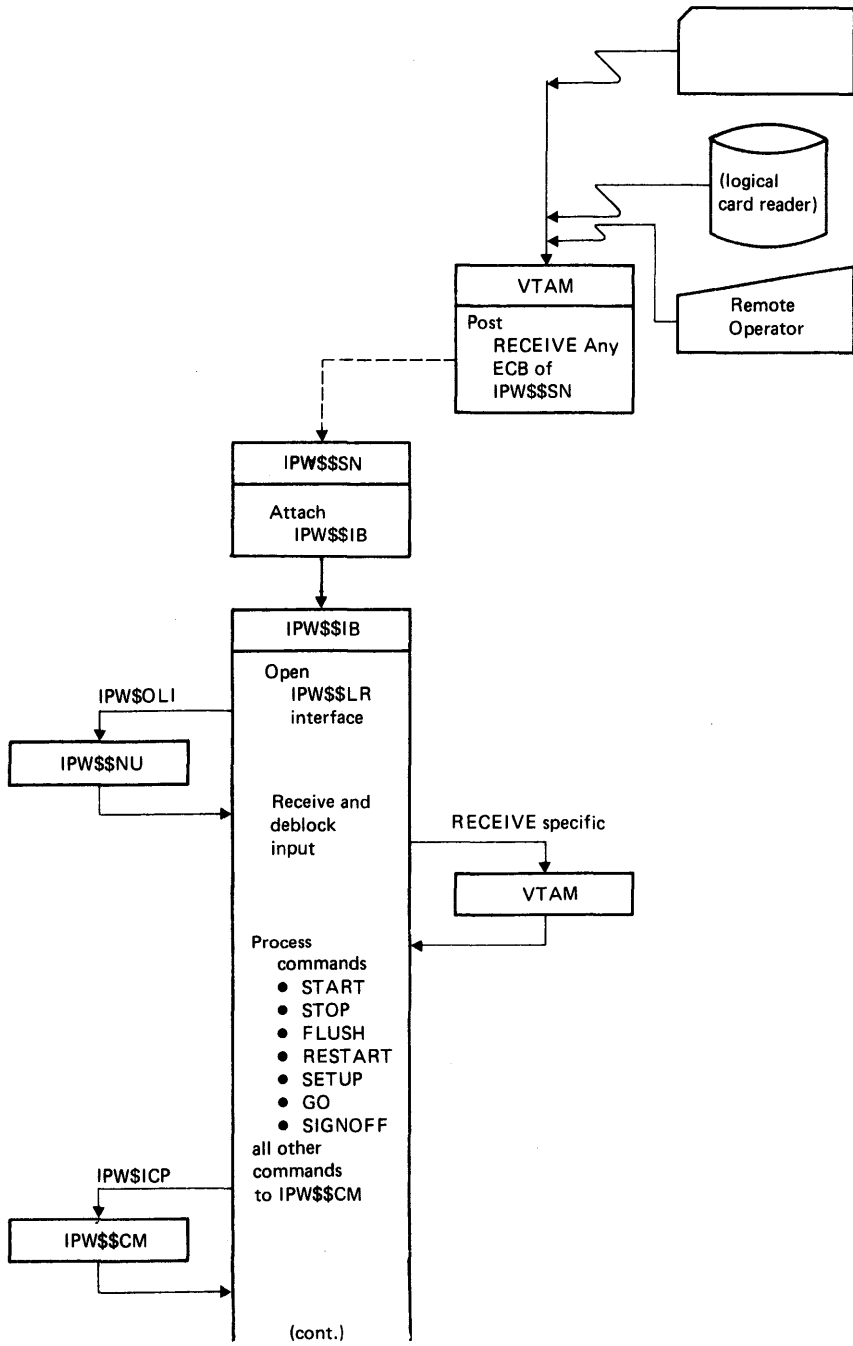 (logical
card reader)
VTAM
Remote
Operator
Post
RECEIVE Any
ECB of
IPW$$SN
IPW$$SN
Attach
IPW$$IB
IPW$$IB
Open
IPW$$LR
interface
IPW$OLI
IPW$$NU
Receive and
deblock
input
RECEIVE specific
VTAM
Process
commands
● START
● STOP
● FLUSH
● RESTART
● SETUP
● GO
● SIGNOFF
all other
commands
to IPW$$CM
IPW$ICP
IPW$$CM
(cont.)